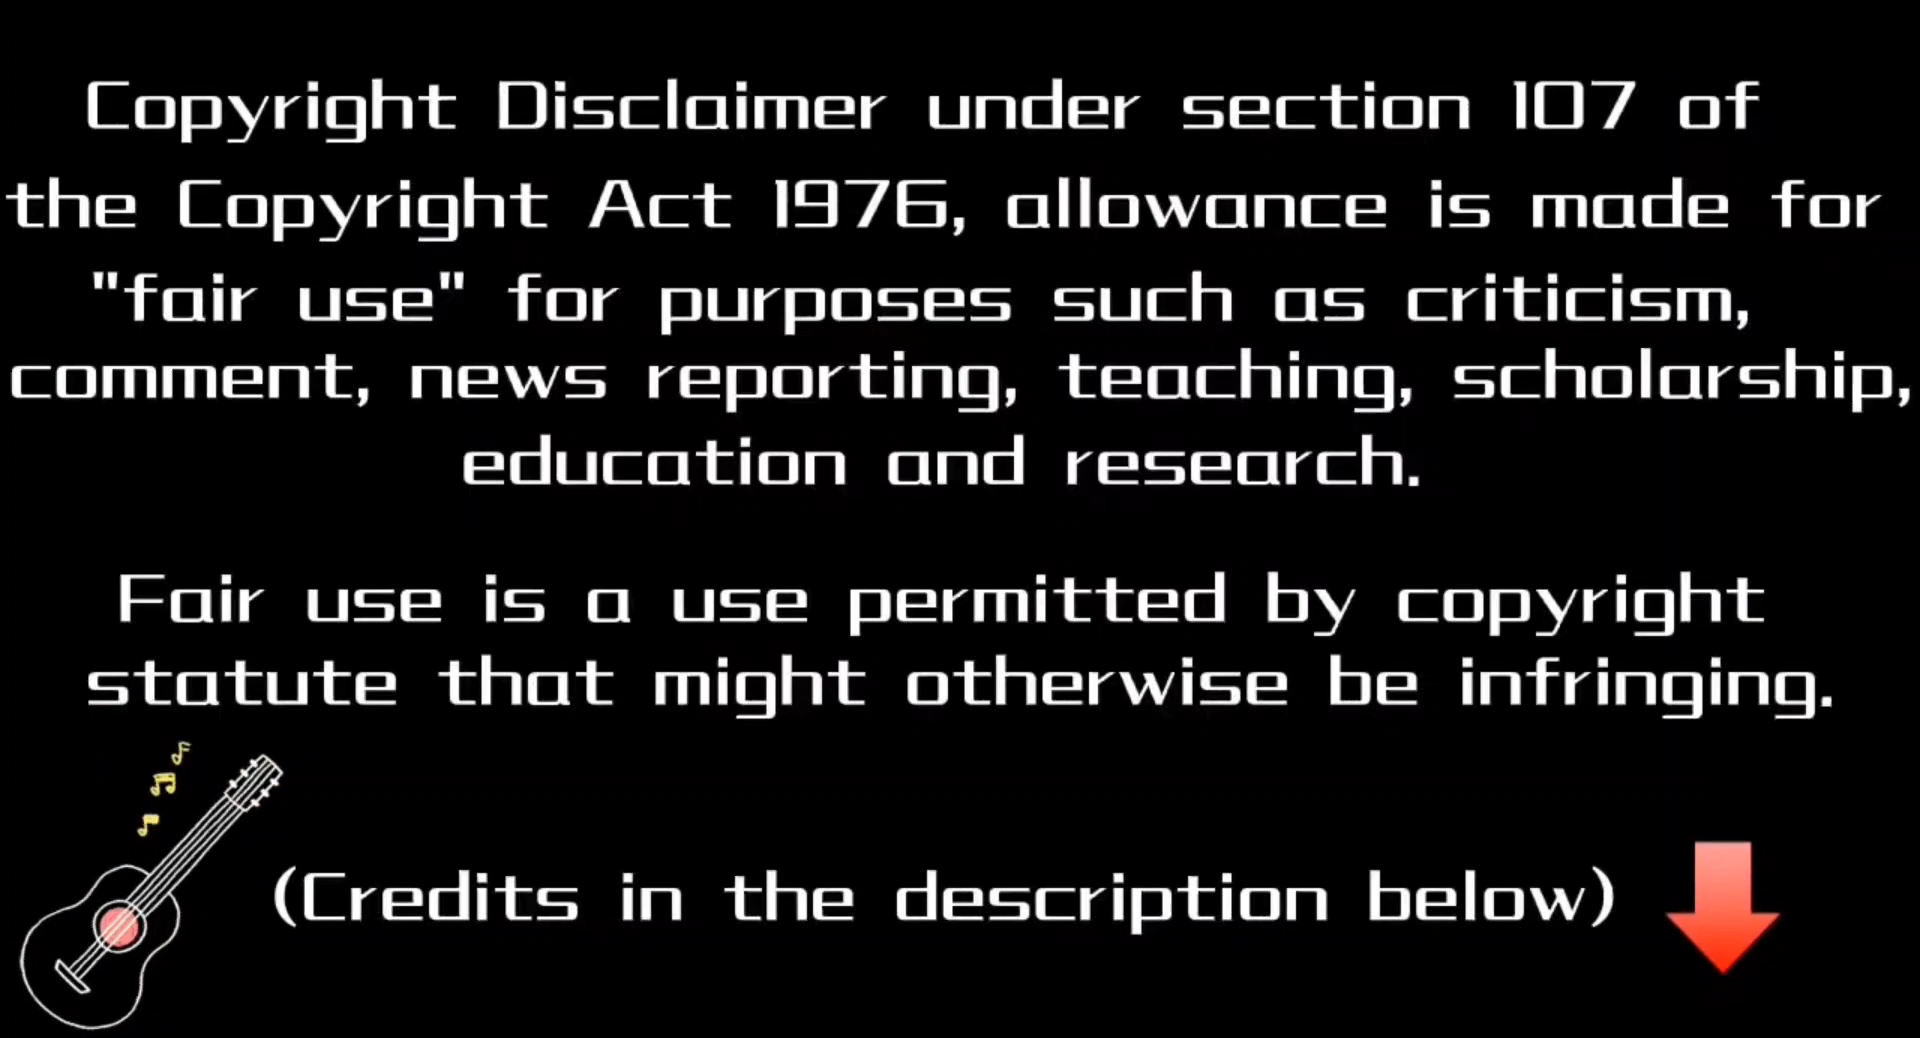 Copyright Disclaimer under section 107 of
the Copyright Act 1976, allowance is made for
"fair use" for purposes such as criticism,
comment, news reporting, teaching, scholarship,
education and research.
Fair use is a use permitted by copyright
statute that might otherwise be infringing.
(Credits in the description below)